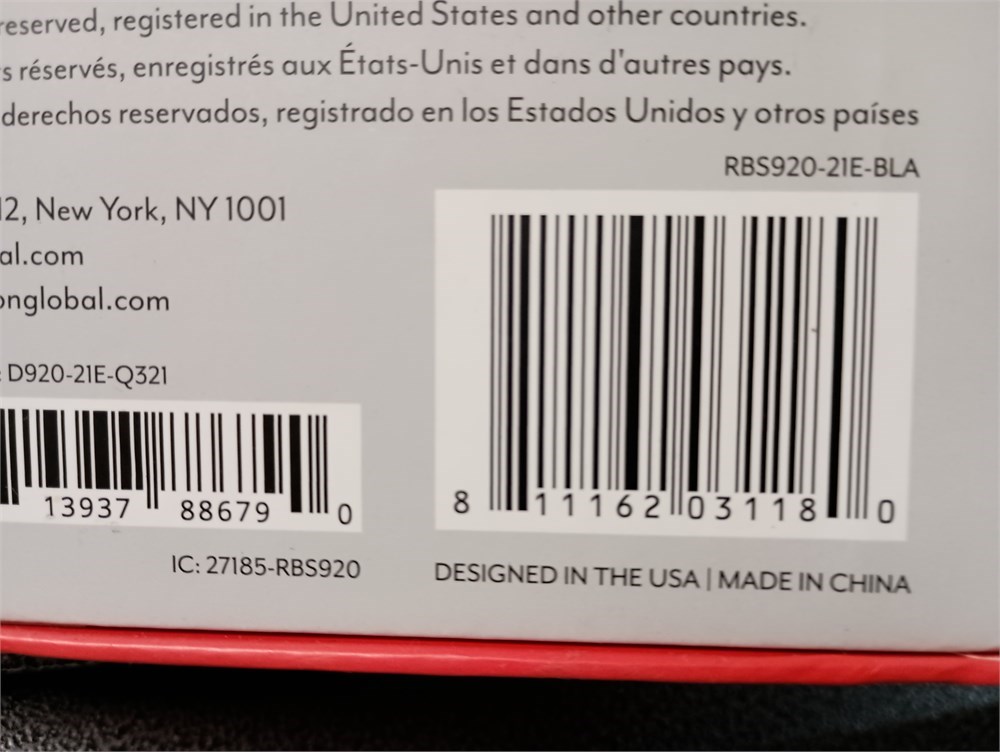 reserved, registered in the United States and other countries.
s réservés, enregistrés aux États-Unis et dans d'autres pays.
derechos reservados, registrado en los Estados Unidos y otros países
RBS920-21E-BLA
12, New York, NY 1001
al.com
onglobal.com
: D920-21E-Q321
13937 88679 0
8 11162 03118 0
IC: 27185-RBS920
DESIGNED IN THE USA | MADE IN CHINA